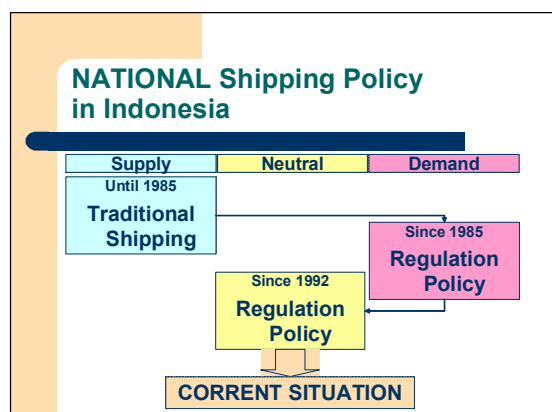 NATIONAL Shipping Policy
in Indonesia
Supply Neutral Demand
Until 1985
Traditional
Shipping
Since 1985
Regulation
Policy
Since 1992
Regulation
Policy
CORRENT SITUATION